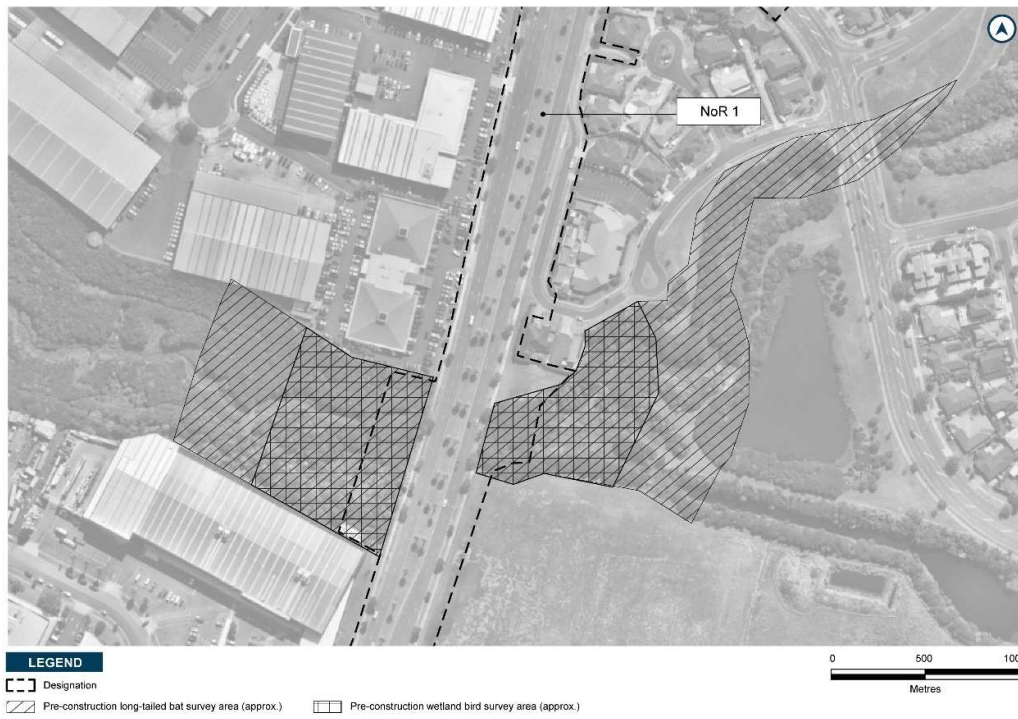 NoR 1
LEGEND
Designation
Pre-construction long-tailed bat survey area (approx.) Pre-construction wetland bird survey area (approx.)
0 500 100
Metres